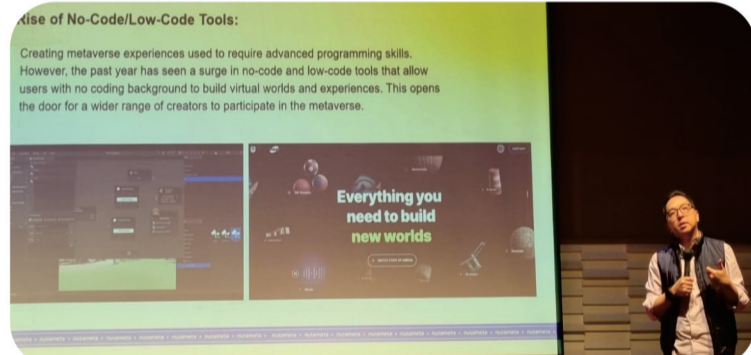 Rise of No-Code/Low-Code Tools:
Creating metaverse experiences used to require advanced programming skills.
However, the past year has seen a surge in no-code and low-code tools that allow
users with no coding background to build virtual worlds and experiences. This opens
the door for a wider range of creators to participate in the metaverse.
Everything you
need to build
new worlds